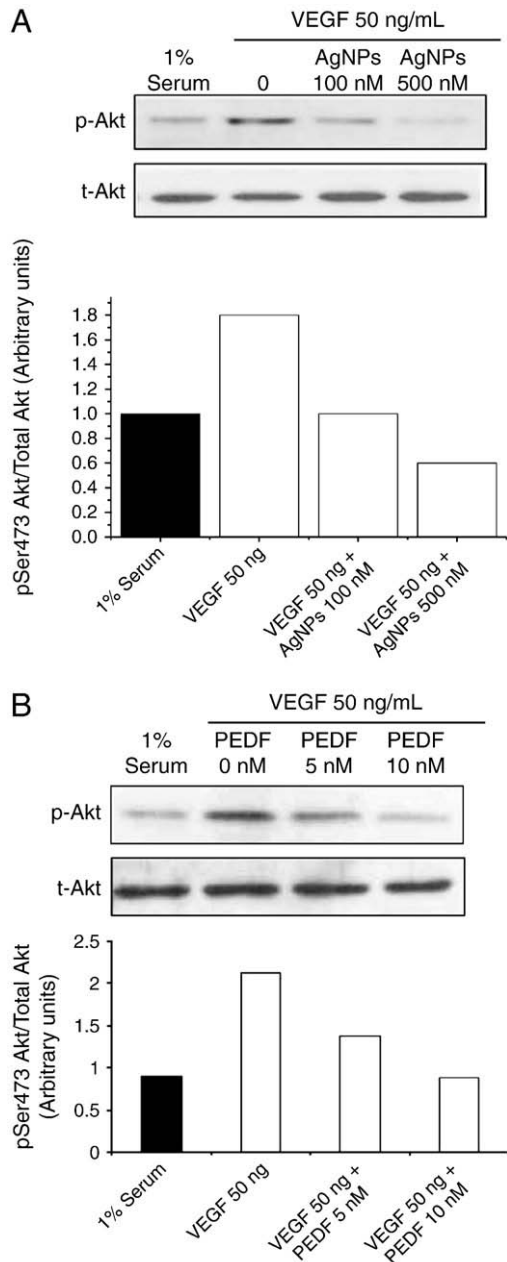 A
VEGF 50 ng/mL
1% Serum
0
AgNPs 100 nM
AgNPs 500 nM
p-Akt
t-Akt
pSer473 Akt/Total Akt (Arbitrary units)
1.8
1.6
1.4
1.2
1.0
0.8
0.6
0.4
0.2
0.0
1% Serum
VEGF 50 ng
VEGF 50 ng +
AgNPs 100 nM
VEGF 50 ng +
AgNPs 500 nM
B
VEGF 50 ng/mL
1% Serum
PEDF 0 nM
PEDF 5 nM
PEDF 10 nM
p-Akt
t-Akt
pSer473 Akt/Total Akt
(Arbitrary units)
2.5
2
1.5
1
0.5
0
1% Serum
VEGF 50 ng
VEGF 50 ng +
PEDF 5 nM
VEGF 50 ng +
PEDF 10 nM